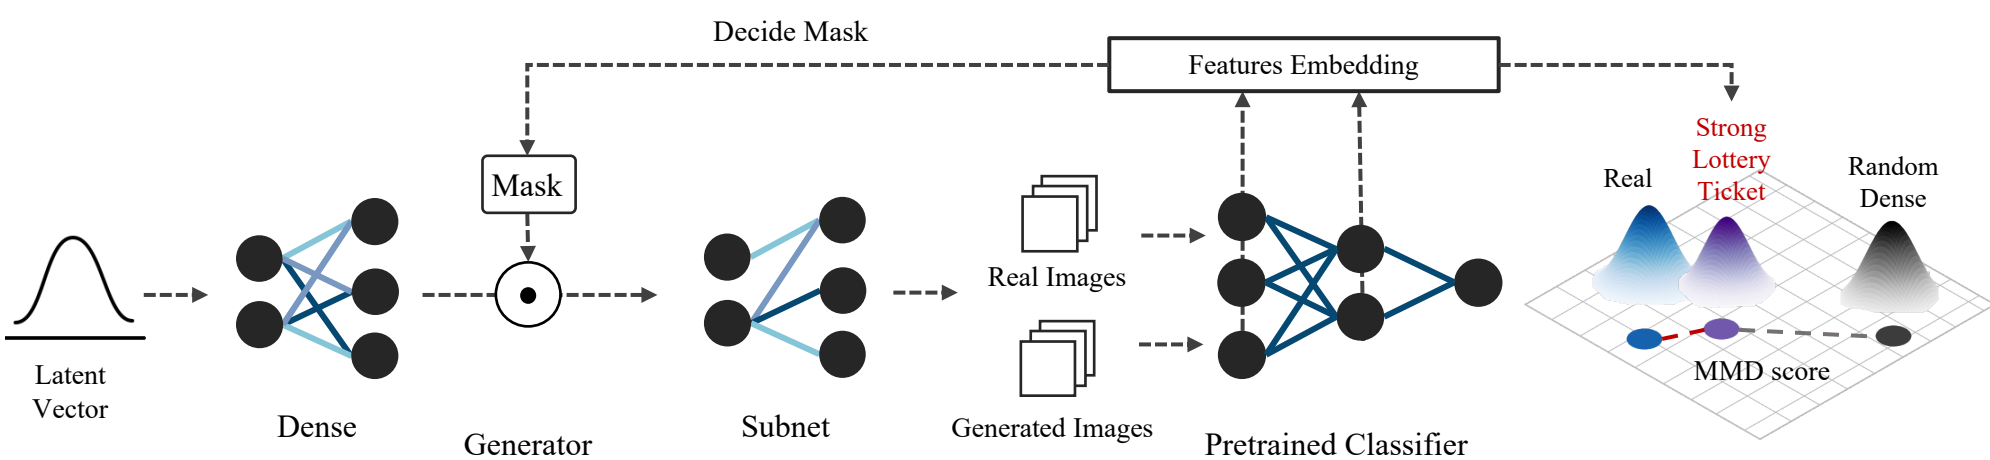 Decide Mask
Features Embedding
Mask
Strong
Lottery
Ticket
Real
Random
Dense
Real Images
Latent
Vector
MMD score
Dense
Generator
Subnet
Generated Images
Pretrained Classifier